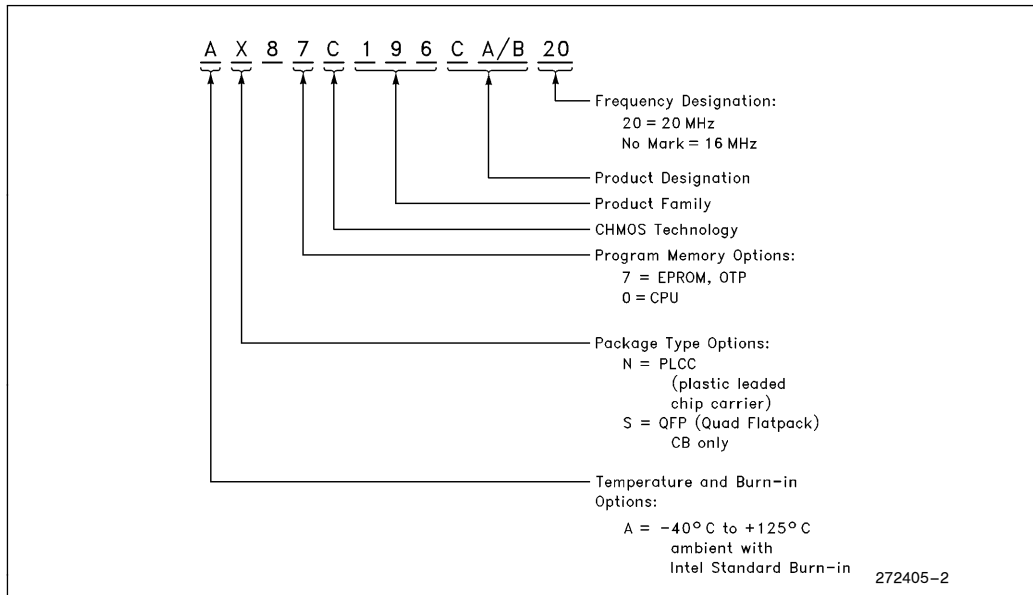 A X 8 7 C 1 9 6 C A/B 20
Frequency Designation:
20 = 20 MHz
No Mark = 16 MHz
Product Designation
Product Family
CHMOS Technology
Program Memory Options:
7 = EPROM, OTP
0 = CPU
Package Type Options:
N = PLCC
(plastic leaded
chip carrier)
S = QFP (Quad Flatpack)
CB only
Temperature and Burn-in
Options:
A = -40° C to +125° C
ambient with
Intel Standard Burn-in
272405-2